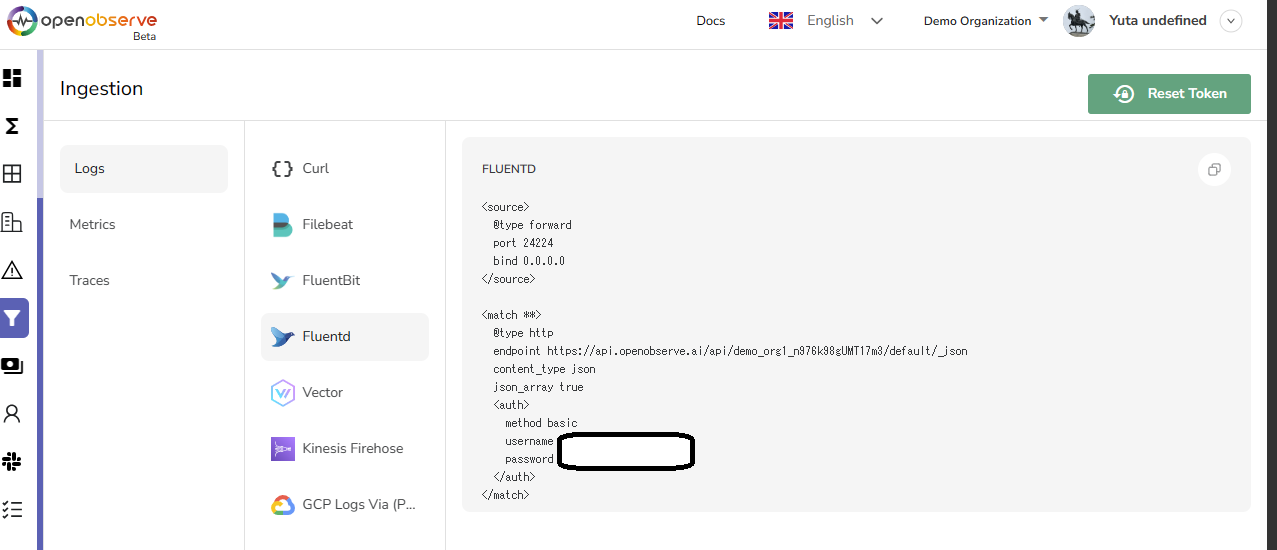 openobserve
Beta
Docs
English
Demo Organization
Yuta undefined
Ingestion
Reset Token
Logs
Metrics
Traces
Curl
Filebeat
FluentBit
Fluentd
Vector
Kinesis Firehose
GCP Logs Via (P...
FLUENTD
<source>
  @type forward
  port 24224
  bind 0.0.0.0
</source>
<match **>
  @type http
  endpoint https://api.openobserve.ai/api/demo_org1_n976k98gUMT17m3/default/_json
  content_type json
  json_array true
  <auth>
    method basic
    username
    password
  </auth>
</match>